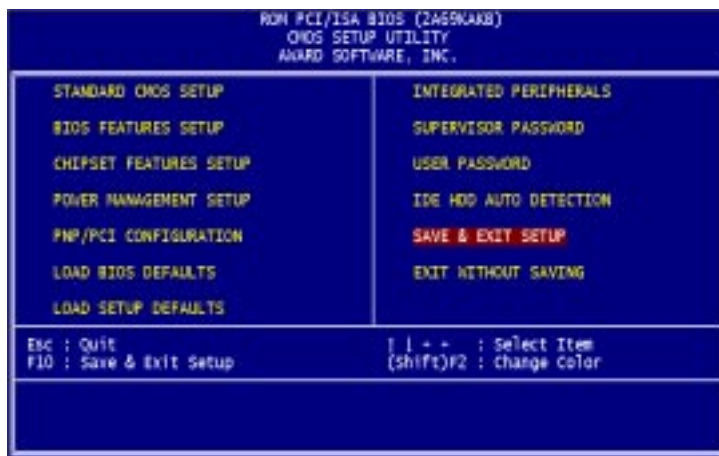 ROM PCI/ISA BIOS (2A69KAKB)
CMOS SETUP UTILITY
AWARD SOFTWARE, INC.
STANDARD CMOS SETUP
BIOS FEATURES SETUP
CHIPSET FEATURES SETUP
POWER MANAGEMENT SETUP
PNP/PCI CONFIGURATION
LOAD BIOS DEFAULTS
LOAD SETUP DEFAULTS
INTEGRATED PERIPHERALS
SUPERVISOR PASSWORD
USER PASSWORD
IDE HDD AUTO DETECTION
SAVE & EXIT SETUP
EXIT WITHOUT SAVING
Esc : Quit
F10 : Save & Exit Setup
: Select Item
(Shift)F2 : Change Color